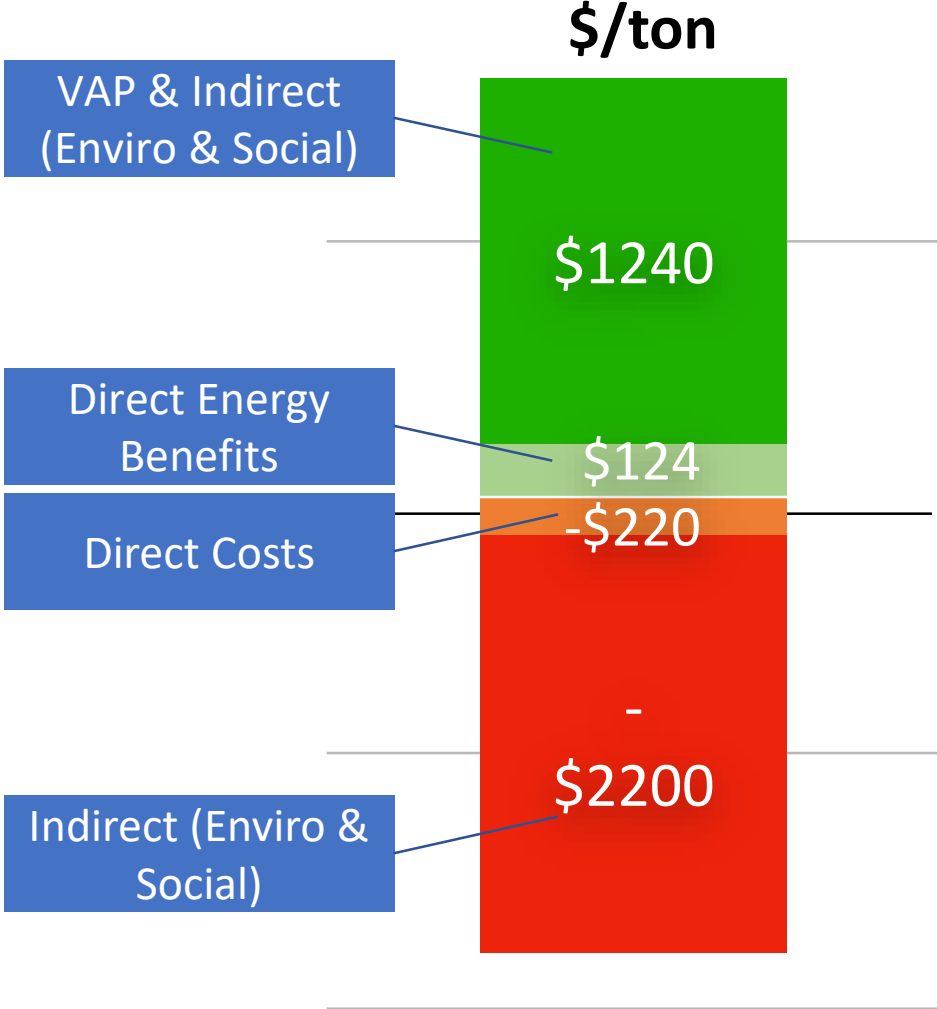 $/ton
VAP & Indirect
(Enviro & Social)
$1240
Direct Energy
Benefits
$124
Direct Costs
-$220
-
$2200
Indirect (Enviro &
Social)